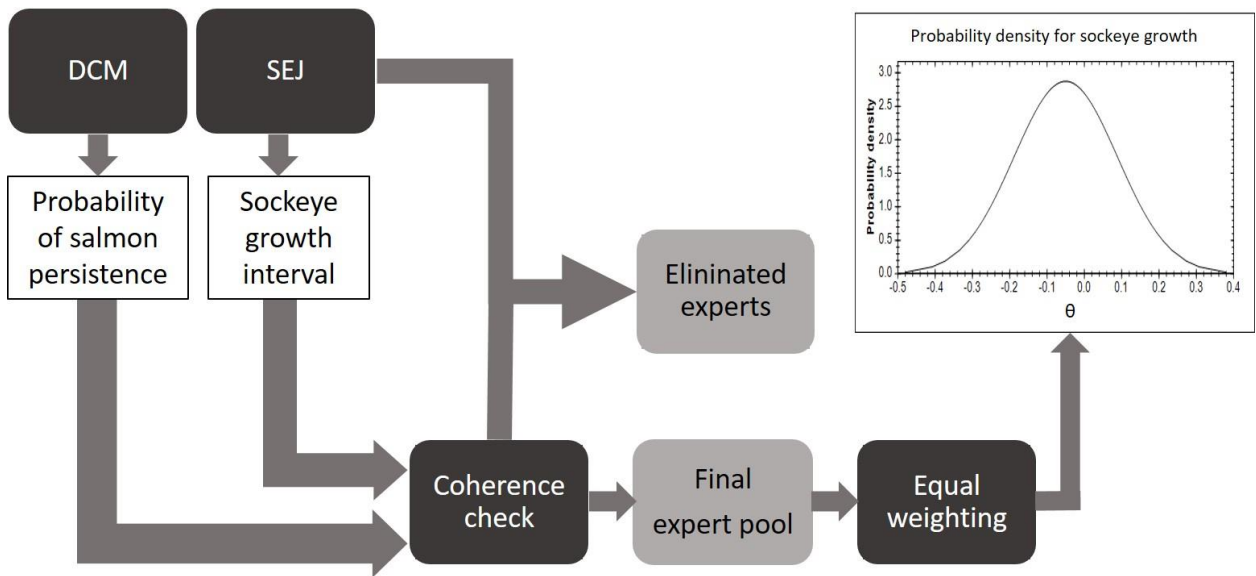 DCM
SEJ
Probability
of salmon
persistence
Sockeye
growth
interval
Elininated
experts
Coherence
check
Final
expert pool
Equal
weighting
Probability density for sockeye growth
Probability density
3.0
2.5
2.0
1.5
1.0
0.5
0.0
-0.5 -0.4 -0.3 -0.2 -0.1 0.0 0.1 0.2 0.3 0.4
θ